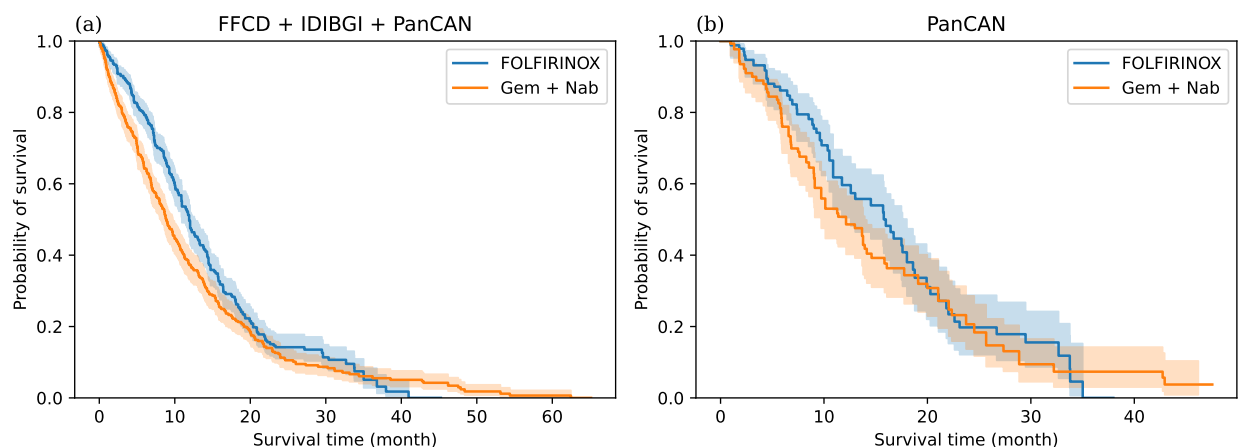 (a) FFCD + IDIBGI + PanCAN
FOLFIRINOX
Gem + Nab
Probability of survival
1.0
0.8
0.6
0.4
0.2
0.0
0 10 20 30 40 50 60
Survival time (month)
(b) PanCAN
FOLFIRINOX
Gem + Nab
Probability of survival
1.0
0.8
0.6
0.4
0.2
0.0
0 10 20 30 40
Survival time (month)